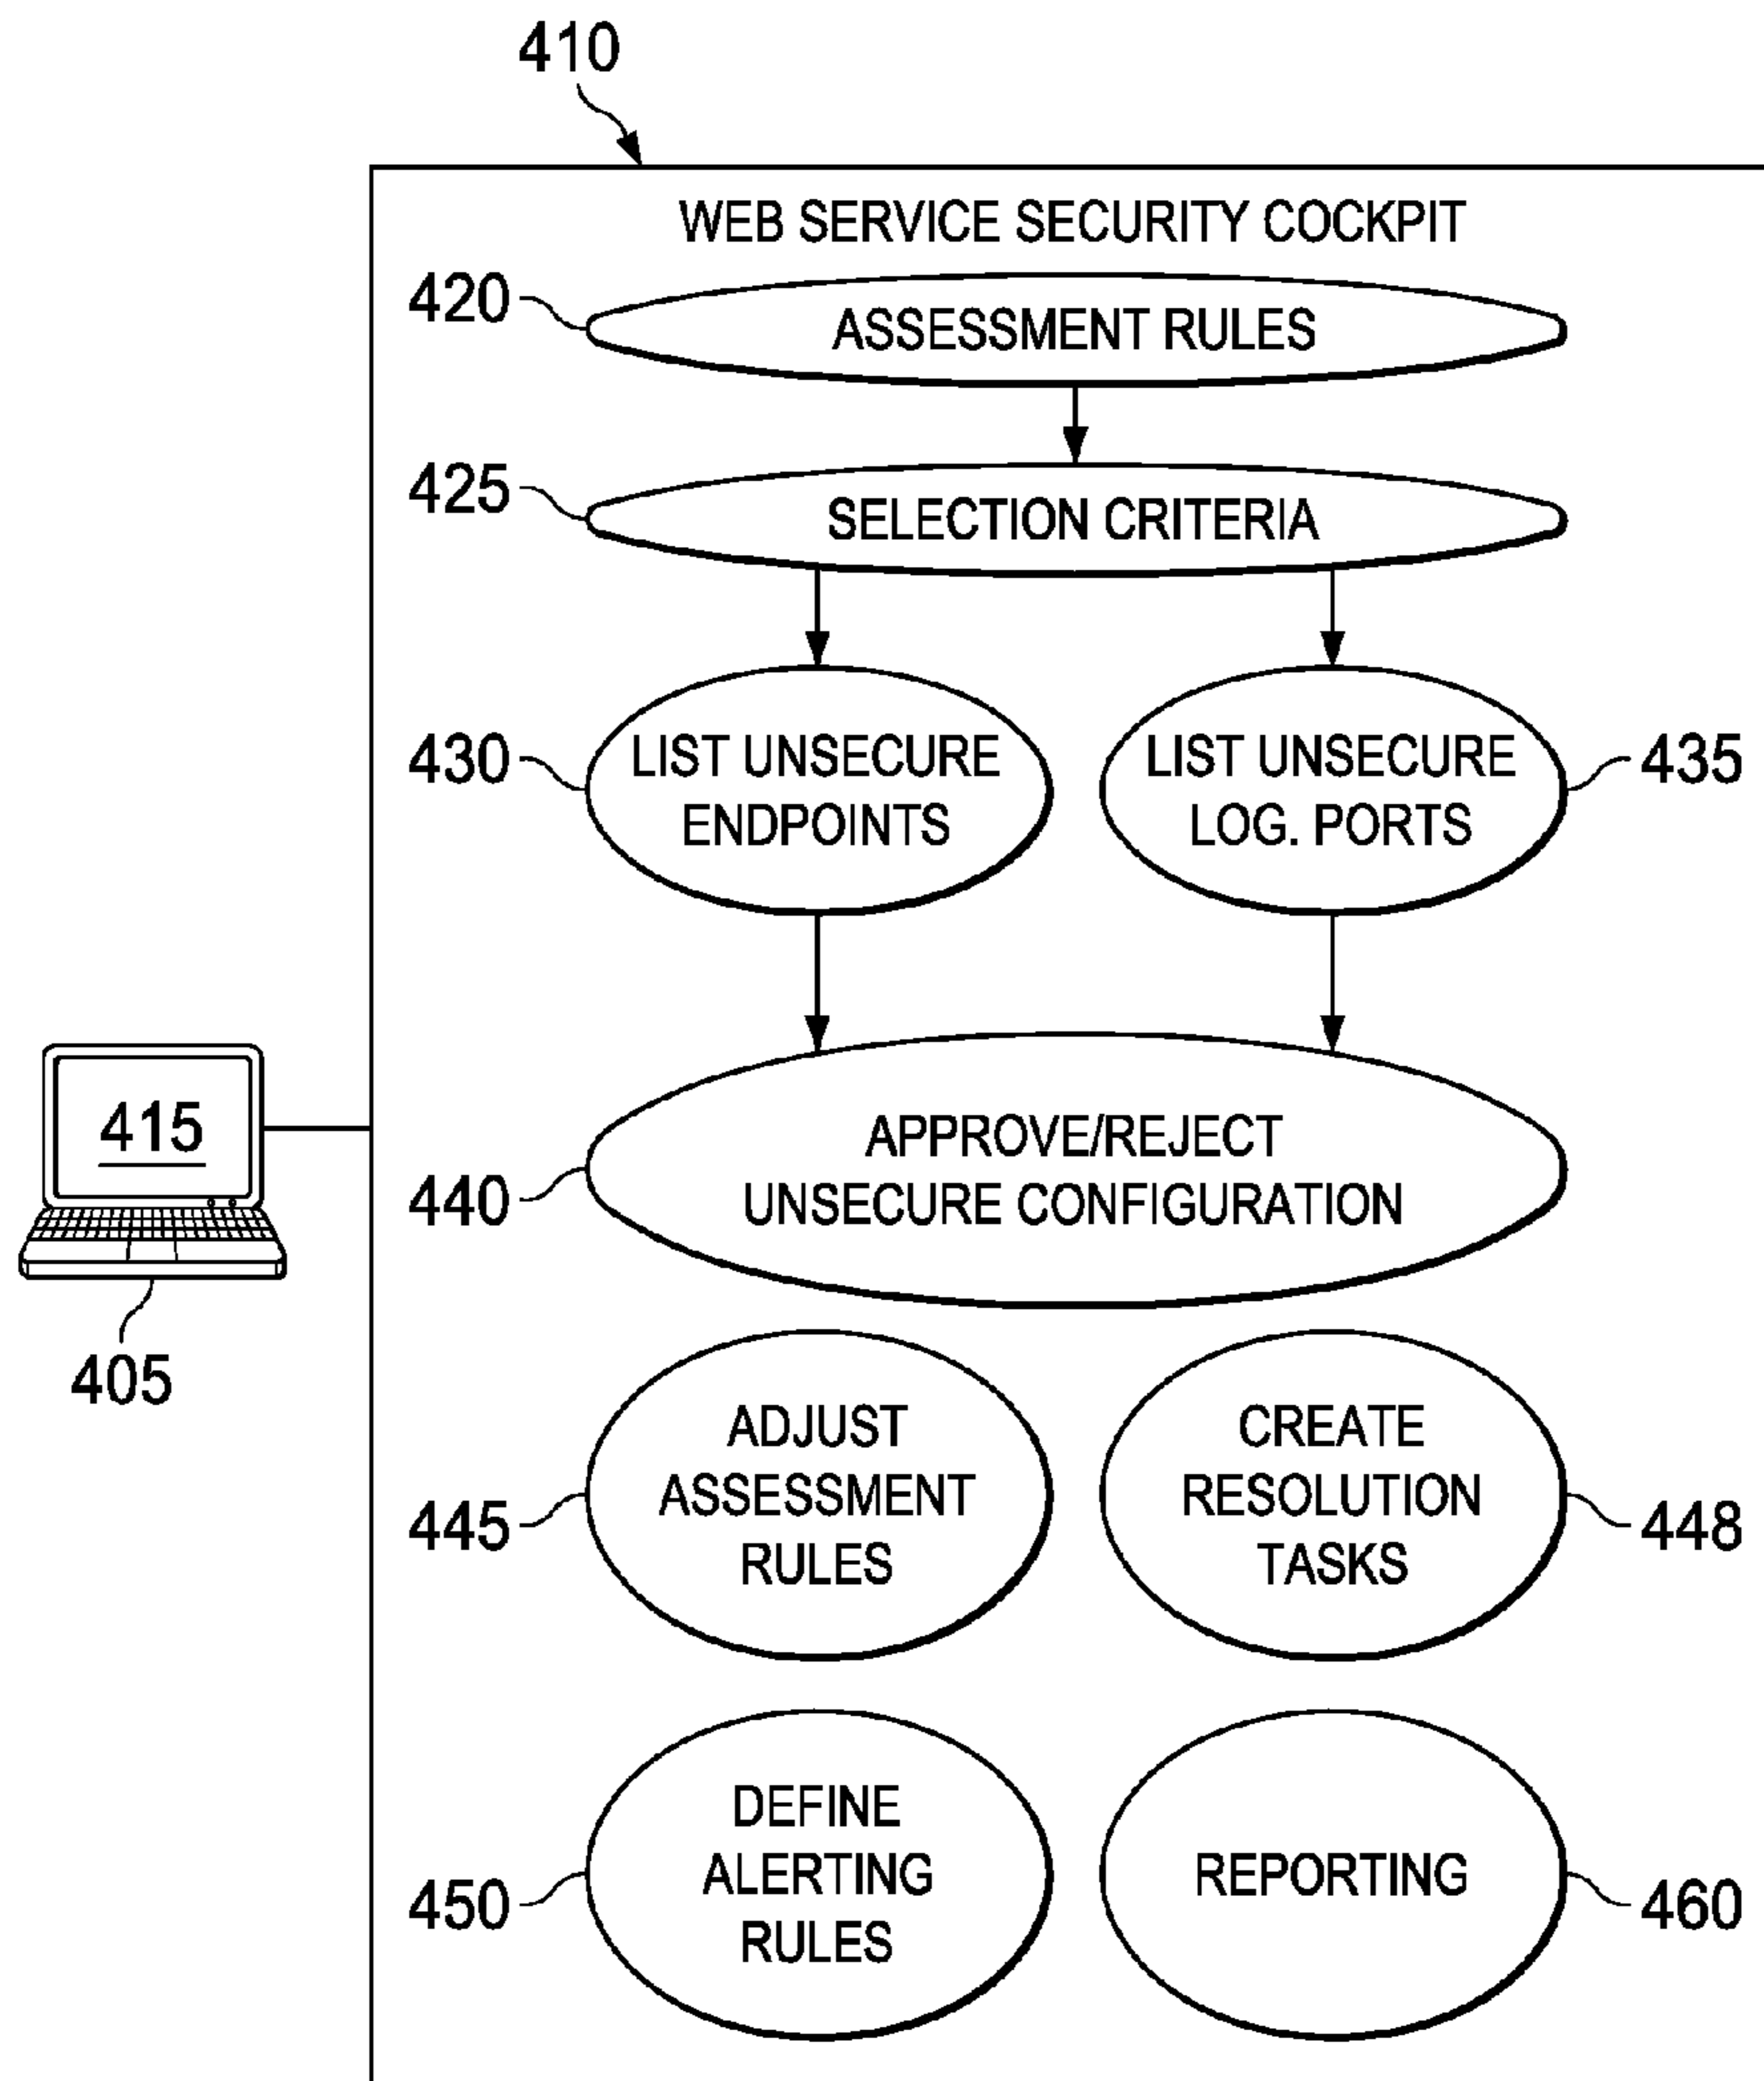 410
WEB SERVICE SECURITY COCKPIT
420
ASSESSMENT RULES
425
SELECTION CRITERIA
430
LIST UNSECURE
ENDPOINTS
LIST UNSECURE
LOG. PORTS
435
415
405
440
APPROVE/REJECT
UNSECURE CONFIGURATION
445
ADJUST
ASSESSMENT
RULES
CREATE
RESOLUTION
TASKS
448
450
DEFINE
ALERTING
RULES
REPORTING
460